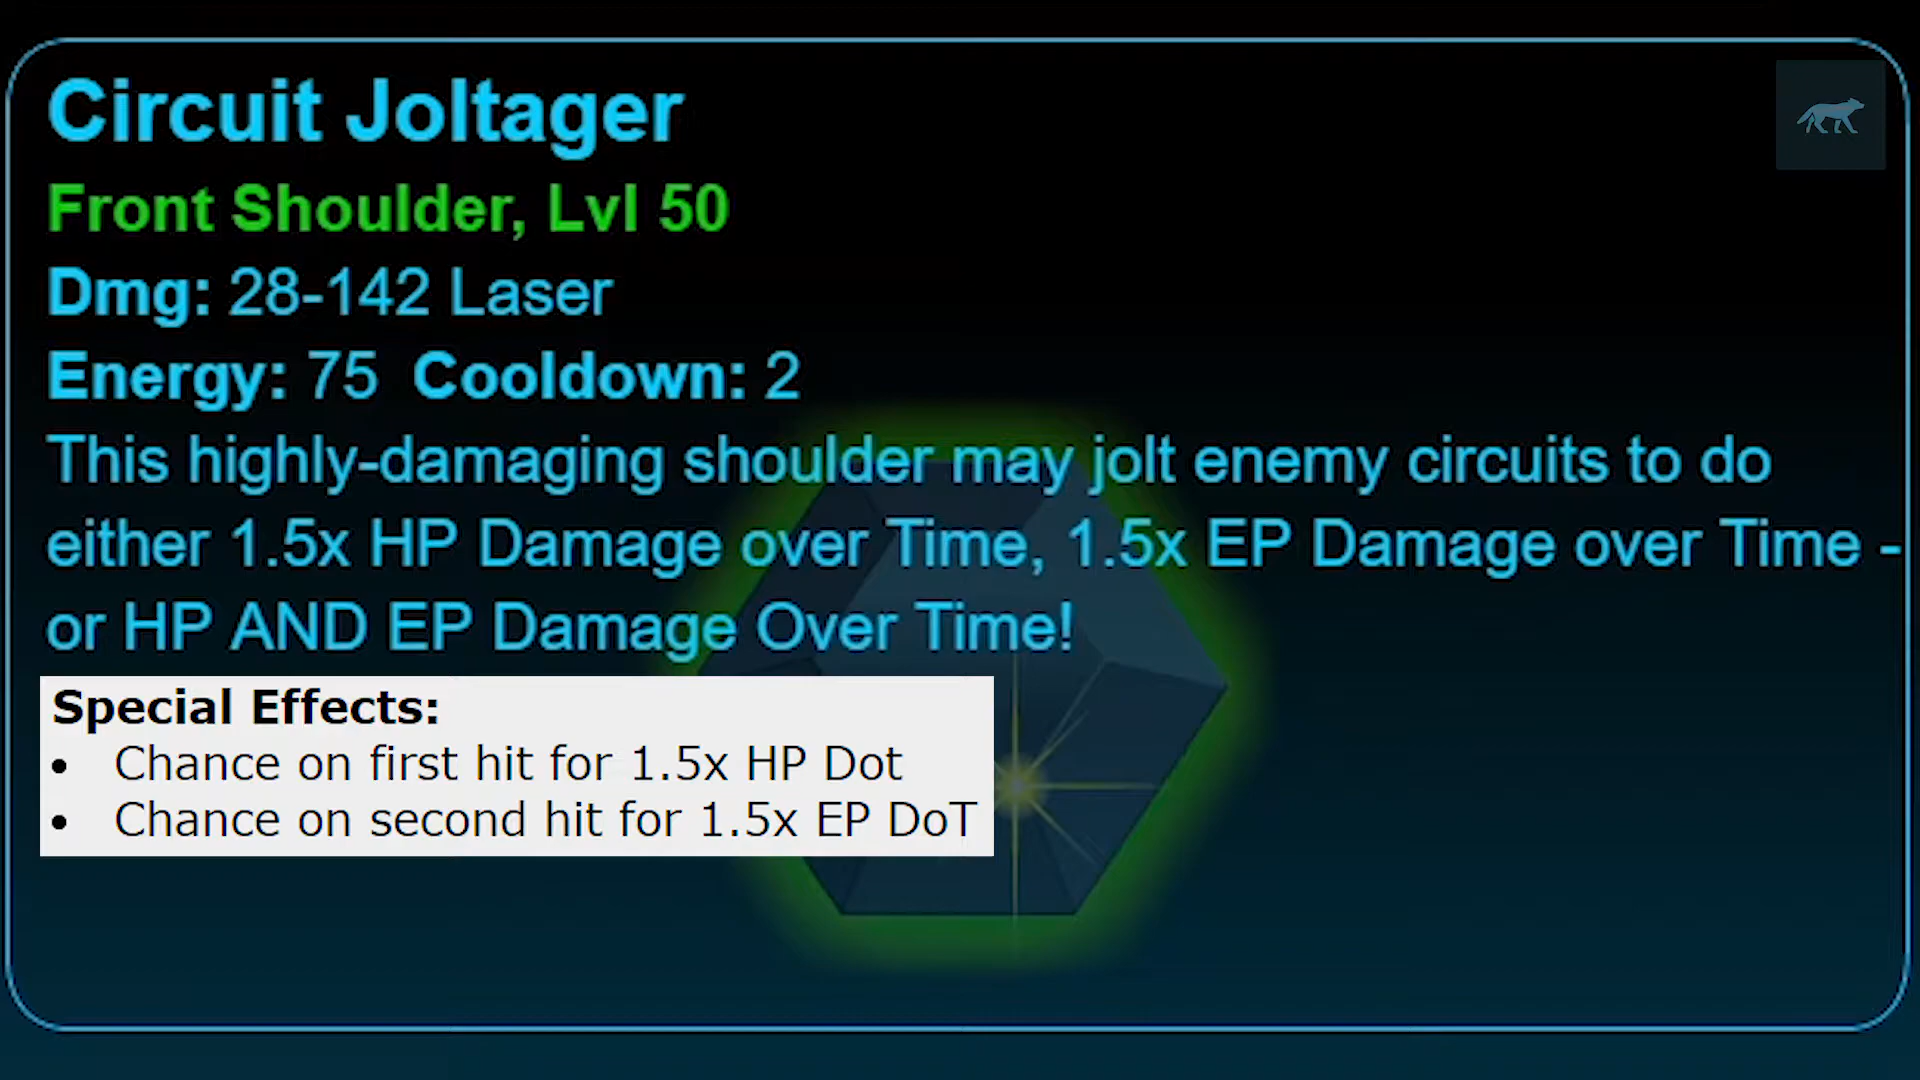 Circuit Joltager
Front Shoulder, Lvl 50
Dmg: 28-142 Laser
Energy: 75 Cooldown: 2
This highly-damaging shoulder may jolt enemy circuits to do
either 1.5x HP Damage over Time, 1.5x EP Damage over Time -
or HP AND EP Damage Over Time!
Special Effects:
• Chance on first hit for 1.5x HP Dot
• Chance on second hit for 1.5x EP DoT